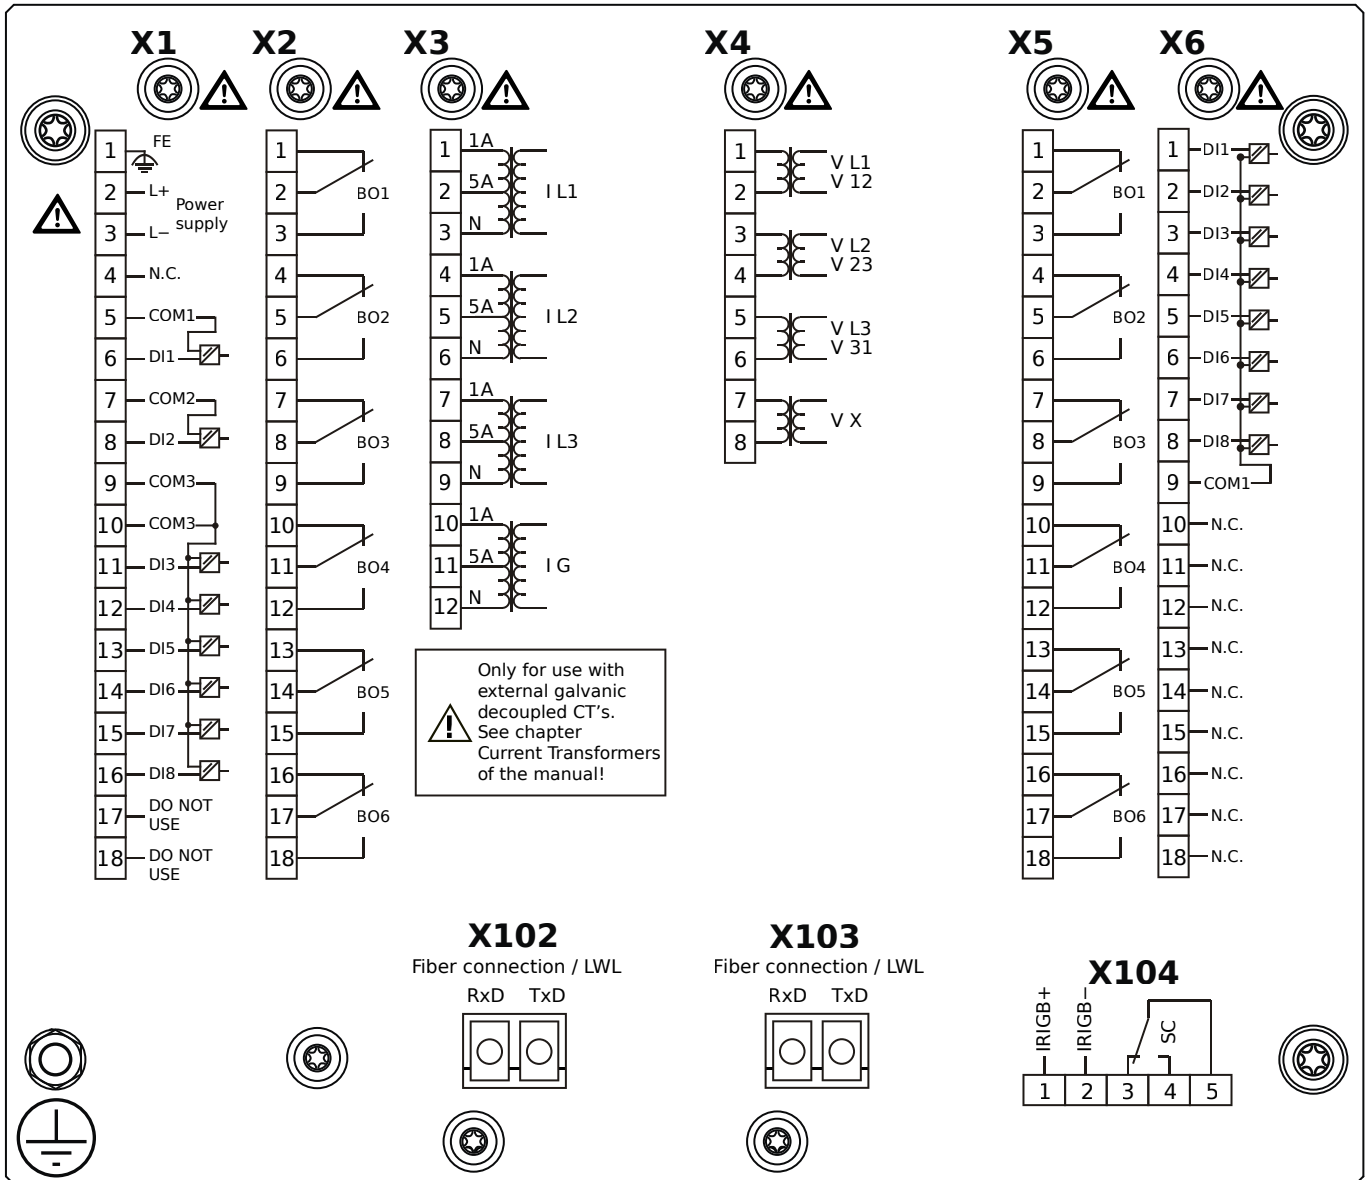 X1
X2
X3
X4
X5
X6
1
FE
2
L+
Power
supply
3
L−
4
N.C.
5
COM1
6
DI1
7
COM2
8
DI2
9
COM3
10
COM3
11
DI3
12
DI4
13
DI5
14
DI6
15
DI7
16
DI8
17
DO NOT
USE
18
DO NOT
USE
1
2
BO1
3
4
5
BO2
6
7
8
BO3
9
10
11
BO4
12
13
14
BO5
15
16
17
BO6
18
1
1A
2
5A
I L1
3
N
4
1A
5
5A
I L2
6
N
7
1A
8
5A
I L3
9
N
10
1A
11
5A
I G
12
N
Only for use with
external galvanic
decoupled CT's.
See chapter
Current Transformers
of the manual!
1
2
V L1
V 12
3
4
V L2
V 23
5
6
V L3
V 31
7
8
V X
1
2
BO1
3
4
5
BO2
6
7
8
BO3
9
10
11
BO4
12
13
14
BO5
15
16
17
BO6
18
1
DI1
2
DI2
3
DI3
4
DI4
5
DI5
6
DI6
7
DI7
8
DI8
9
COM1
10
N.C.
11
N.C.
12
N.C.
13
N.C.
14
N.C.
15
N.C.
16
N.C.
17
N.C.
18
N.C.
X102
Fiber connection / LWL
RxD TxD
X103
Fiber connection / LWL
RxD TxD
X104
IRIGB+
IRIGB−
SC
1 2 3 4 5